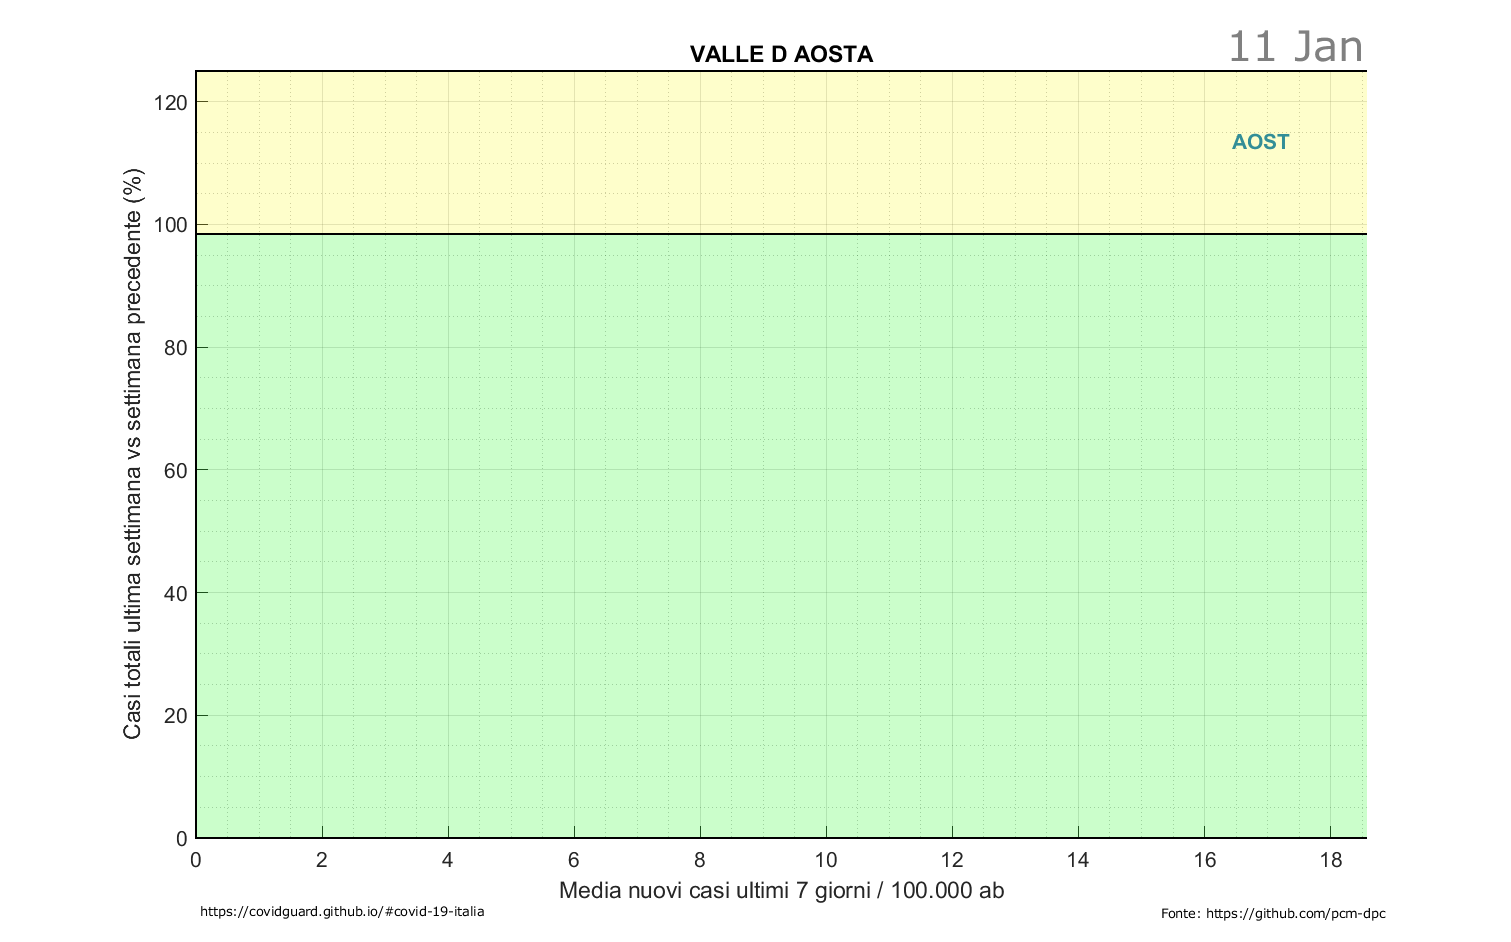 11 Jan
VALLE D AOSTA
120
100
80
60
40
20
0
Casi totali ultima settimana vs settimana precedente (%)
AOST
0 2 4 6 8 10 12 14 16 18
Media nuovi casi ultimi 7 giorni / 100.000 ab
https://covidguard.github.io/#covid-19-italia
Fonte: https://github.com/pcm-dpc